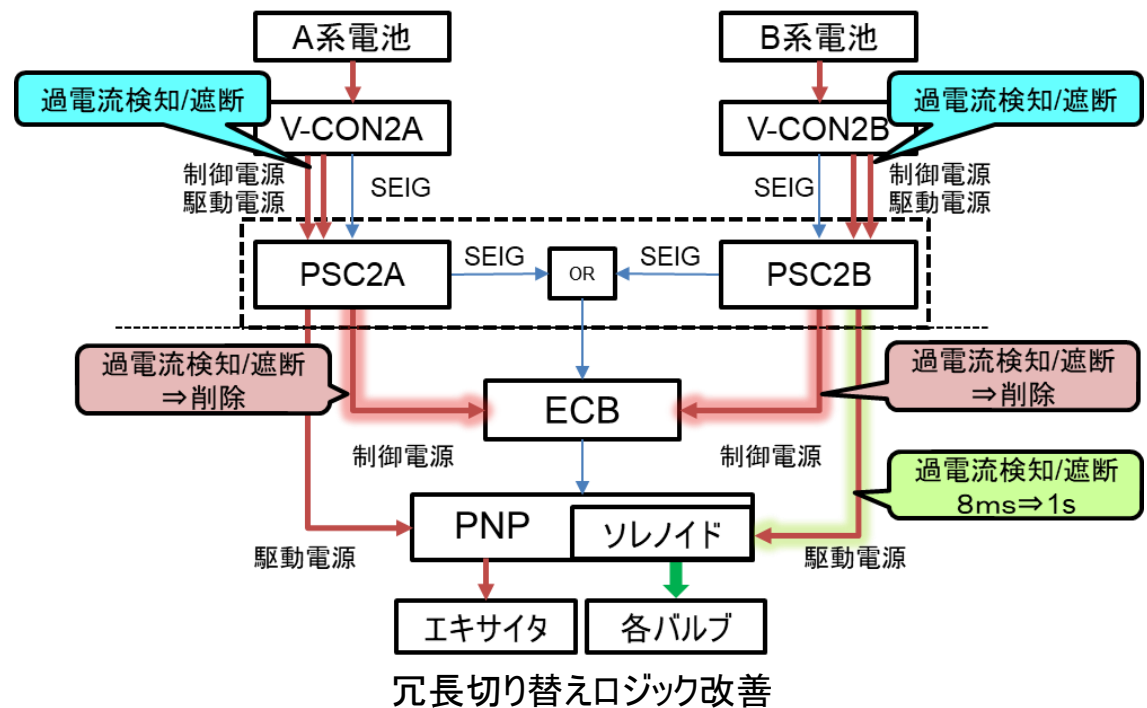 A系電池
B系電池
過電流検知/遮断
過電流検知/遮断
V-CON2A
V-CON2B
制御電源
駆動電源
SEIG
SEIG
制御電源
駆動電源
PSC2A
SEIG
OR
SEIG
PSC2B
過電流検知/遮断
⇒削除
過電流検知/遮断
⇒削除
ECB
制御電源
制御電源
過電流検知/遮断
8ms⇒1s
PNP
ソレノイド
駆動電源
駆動電源
エキサイタ
各バルブ
冗長切り替えロジック改善